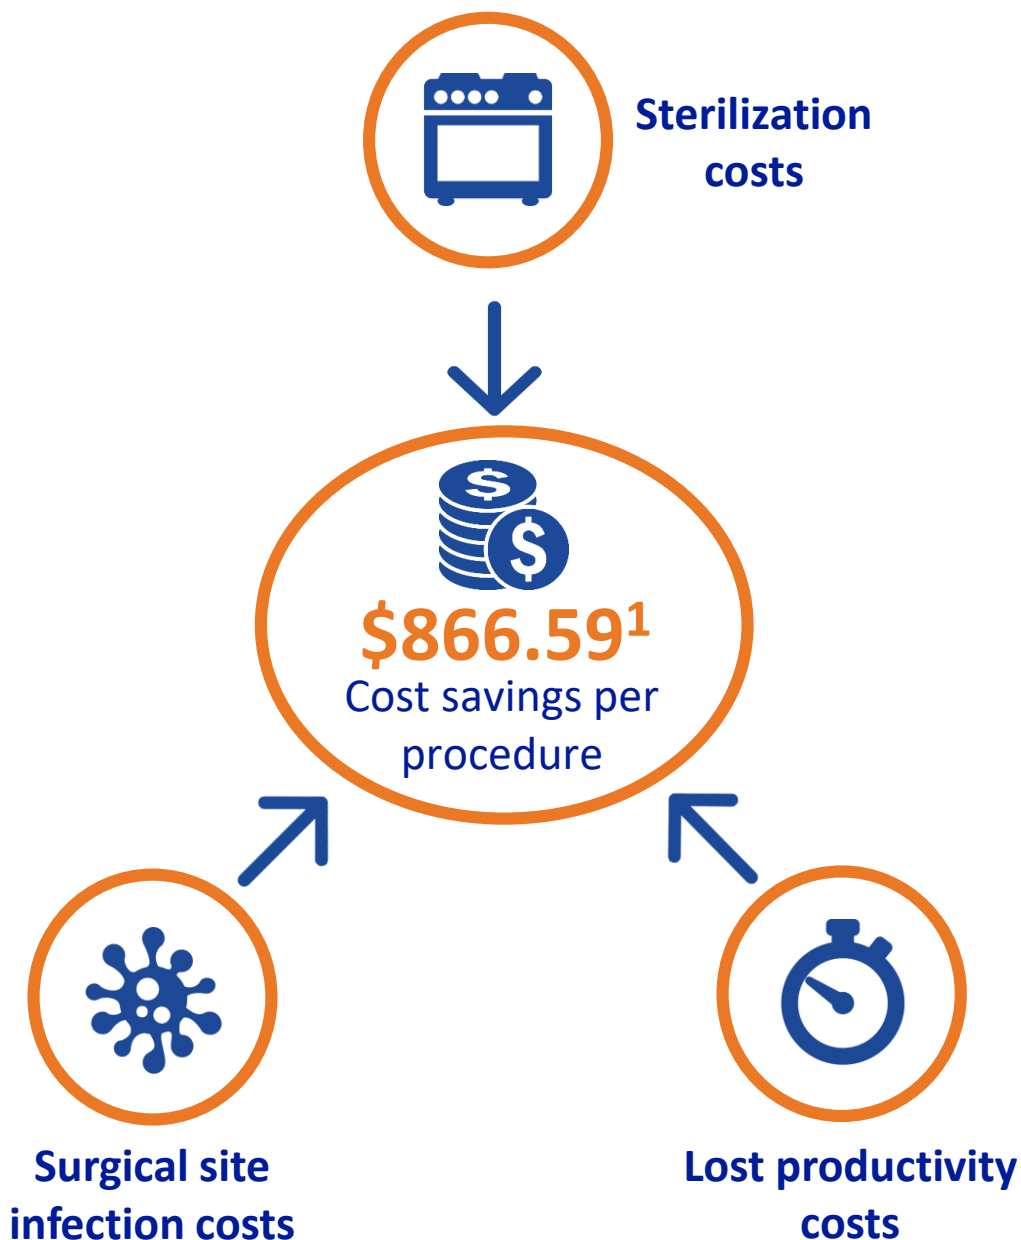 Sterilization
costs
$866.59¹
Cost savings per
procedure
Surgical site
infection costs
Lost productivity
costs